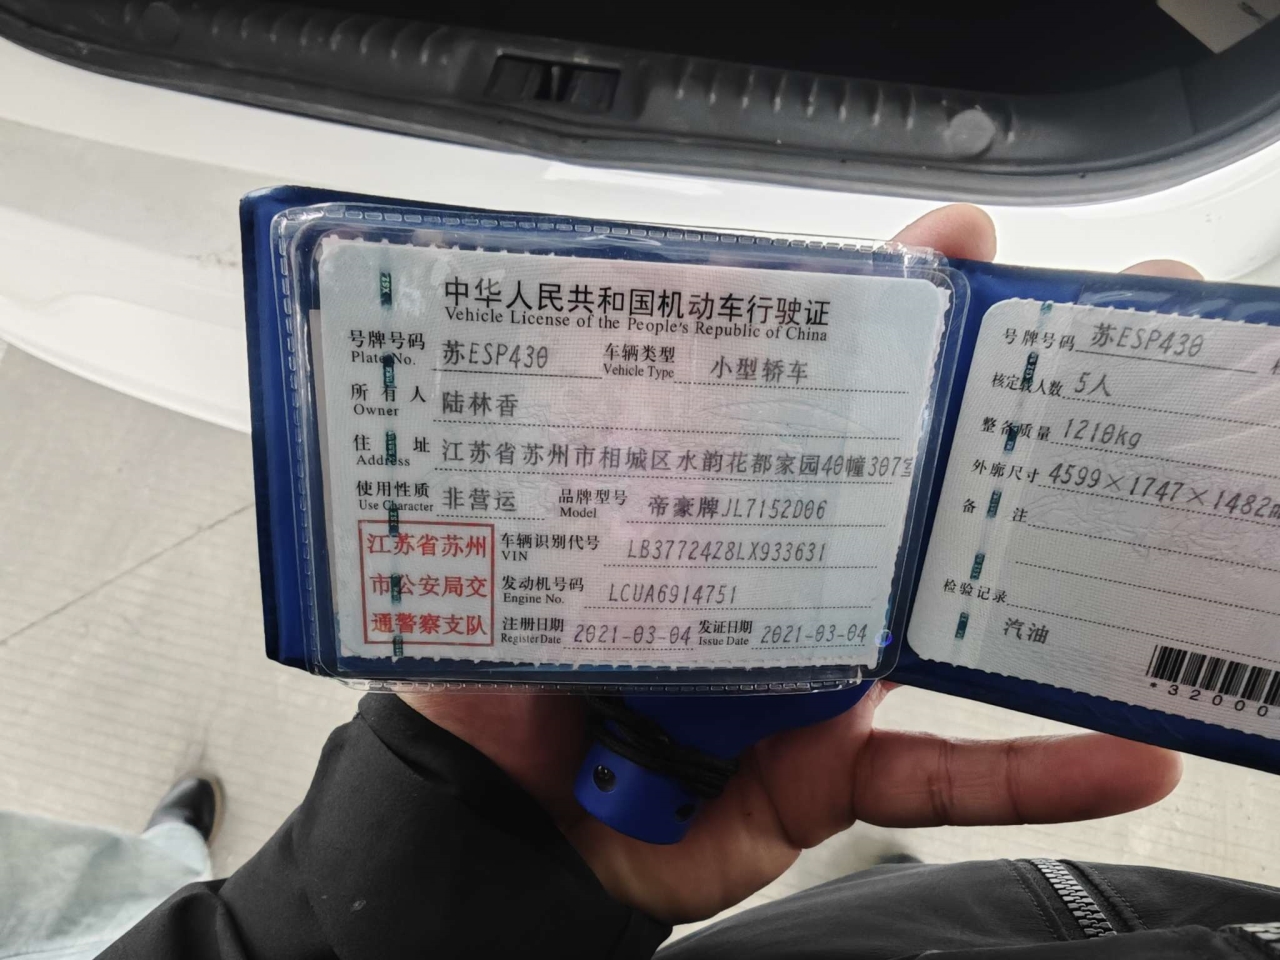 中华人民共和国机动车行驶证
Vehicle License of the People's Republic of China
号牌号码 苏ESP430 车辆类型 小型轿车
Plate No. Vehicle Type
所有人 陆林香
Owner
住址 江苏省苏州市相城区水韵花都家园40幢307室
Address
使用性质 非营运 品牌型号 帝豪牌JL7152D06
Use Character Model
江苏省苏州
市公安局交
通警察支队
车辆识别代号 LB37724Z8LX933631
VIN
发动机号码 LCUA6914751
Engine No.
注册日期 2021-03-04 发证日期 2021-03-04
Register Date Issue Date
号牌号码 苏ESP430
核定载人数 5人
整备质量 1210kg
外廓尺寸 4599×1747×1482
备注
检验记录
汽油
*32000